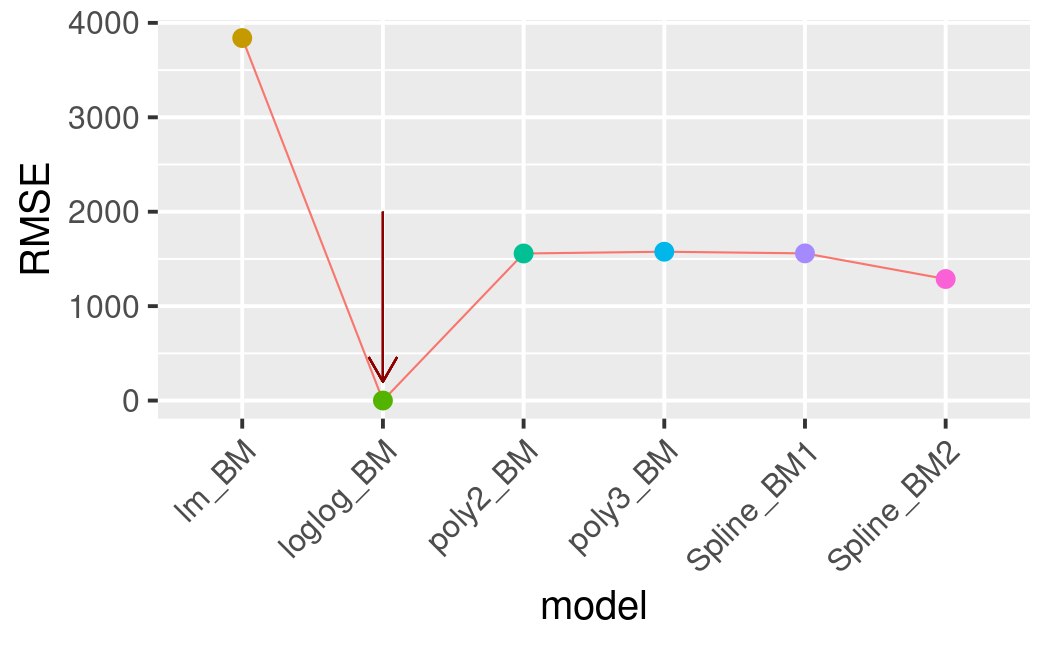 RMSE
4000
3000
2000
1000
0
lm_BM
loglog_BM
poly2_BM
poly3_BM
Spline_BM1
Spline_BM2
model